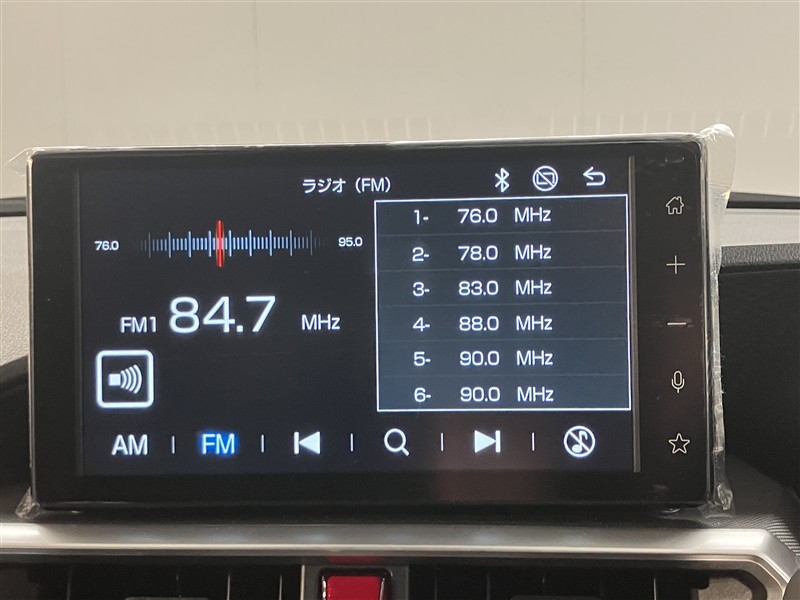 ラジオ（FM）
76.0 95.0
FM1 84.7 MHz
1- 76.0 MHz
2- 78.0 MHz
3- 83.0 MHz
4- 88.0 MHz
5- 90.0 MHz
6- 90.0 MHz
AM FM